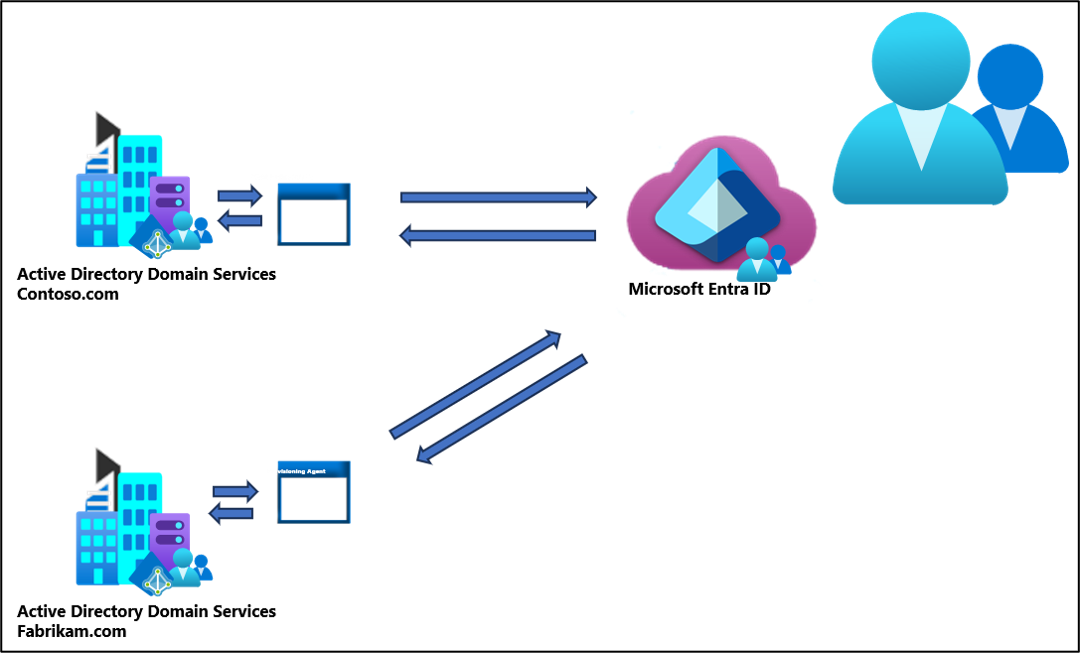 Active Directory Domain Services
Contoso.com
Microsoft Entra ID
visioning Agent
Active Directory Domain Services
Fabrikam.com